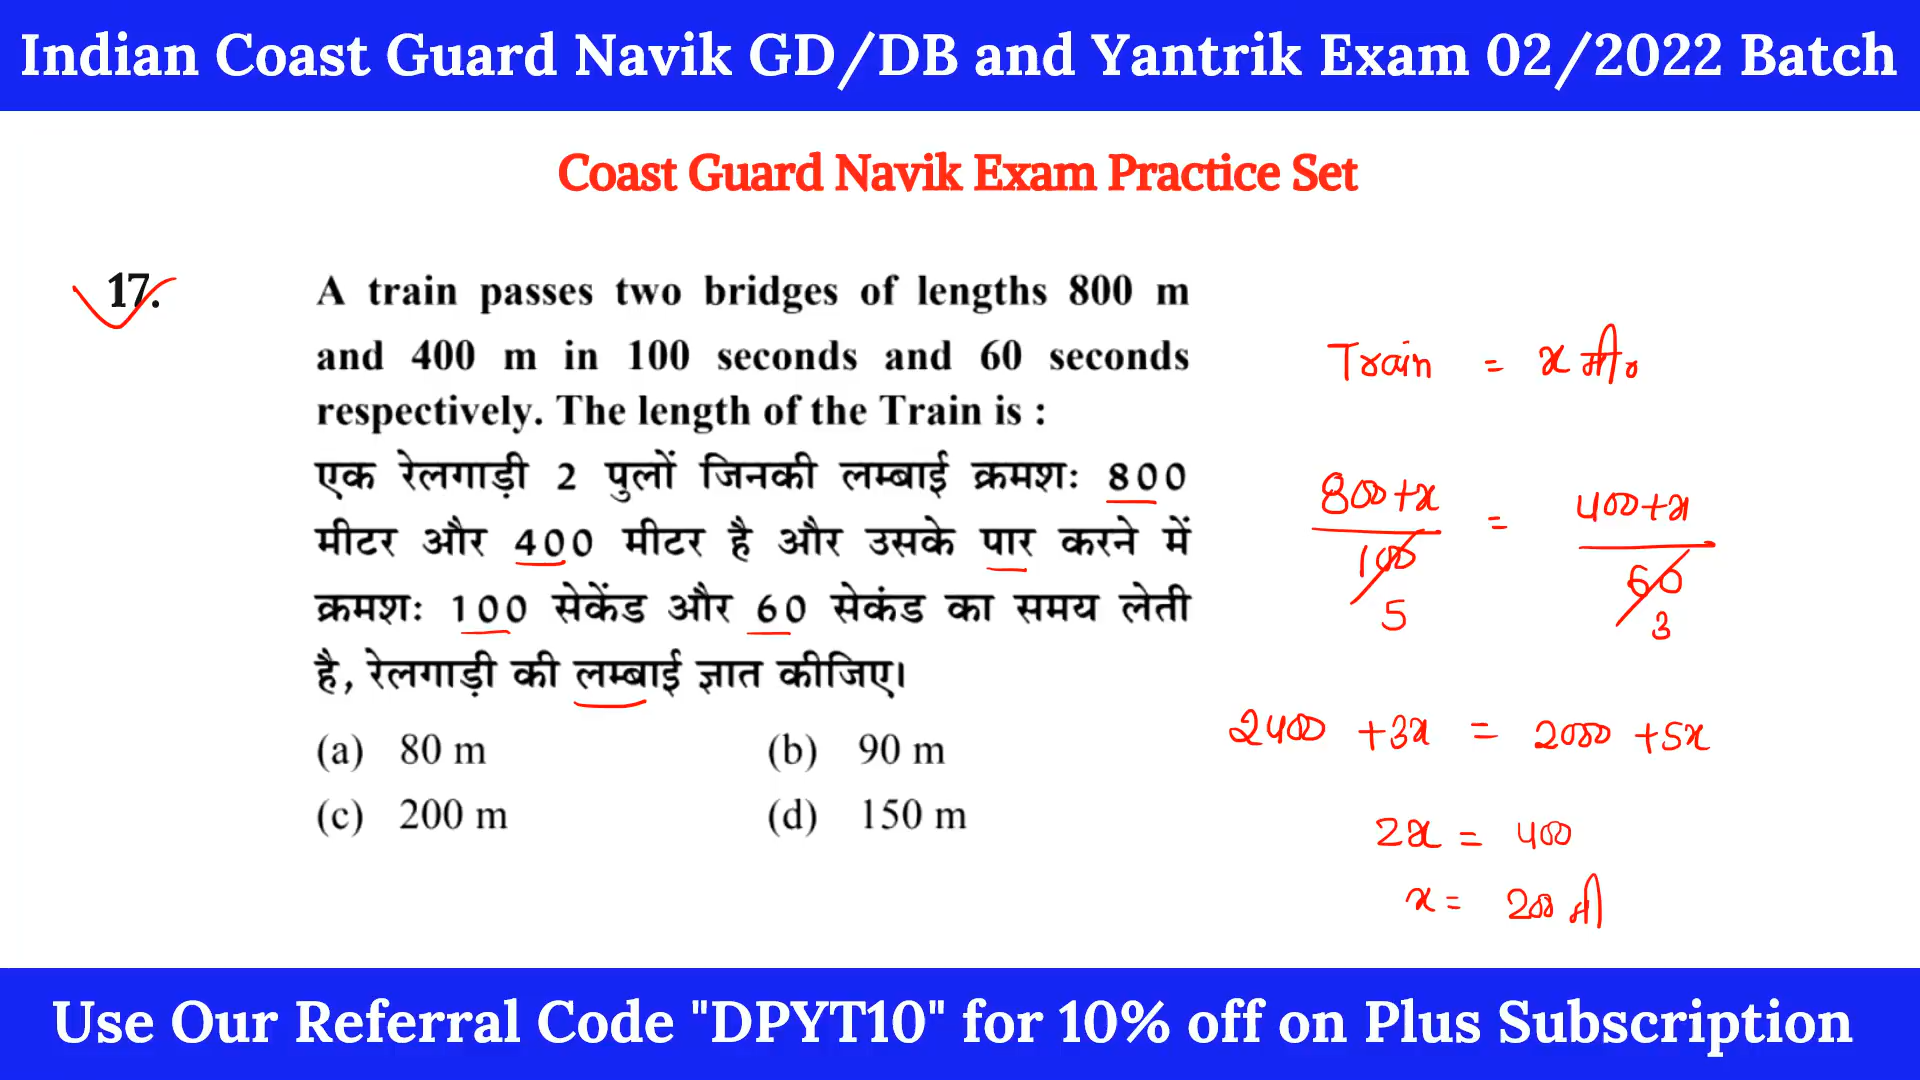 Indian Coast Guard Navik GD/DB and Yantrik Exam 02/2022 Batch
Coast Guard Navik Exam Practice Set
17.
A train passes two bridges of lengths 800 m
and 400 m in 100 seconds and 60 seconds
respectively. The length of the Train is :
एक रेलगाड़ी 2 पुलों जिनकी लम्बाई क्रमशः 800
मीटर और 400 मीटर है और उसके पार करने में
क्रमशः 100 सेकेंड और 60 सेकंड का समय लेती
है, रेलगाड़ी की लम्बाई ज्ञात कीजिए।
(a) 80 m (b) 90 m
(c) 200 m (d) 150 m
Train = x मी०
800+x = 400+x
100 60
5 3
2400 +3x = 2000 +5x
2x = 400
x = 200 मी
Use Our Referral Code "DPYT10" for 10% off on Plus Subscription